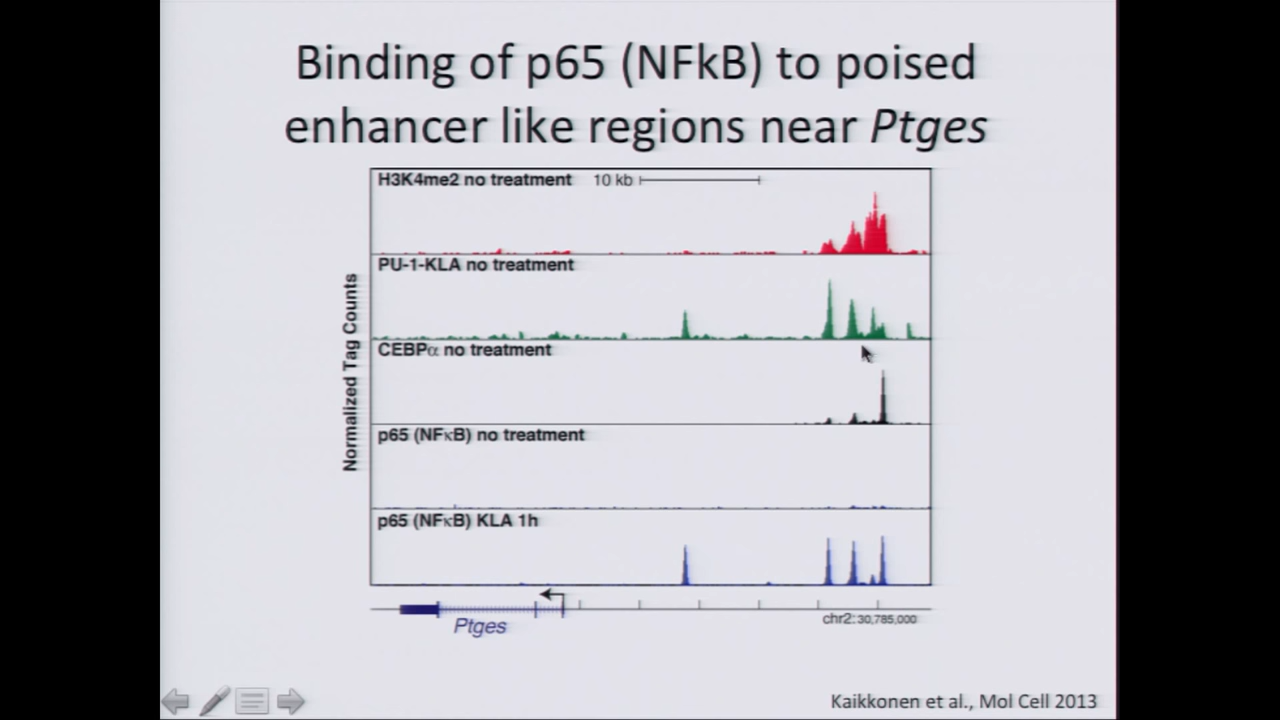 Binding of p65 (NFkB) to poised
enhancer like regions near Ptges
H3K4me2 no treatment 10 kb
PU-1-KLA no treatment
CEBPα no treatment
p65 (NFκB) no treatment
p65 (NFκB) KLA 1h
Normalized Tag Counts
Ptges
chr2: 30,785,000
Kaikkonen et al., Mol Cell 2013